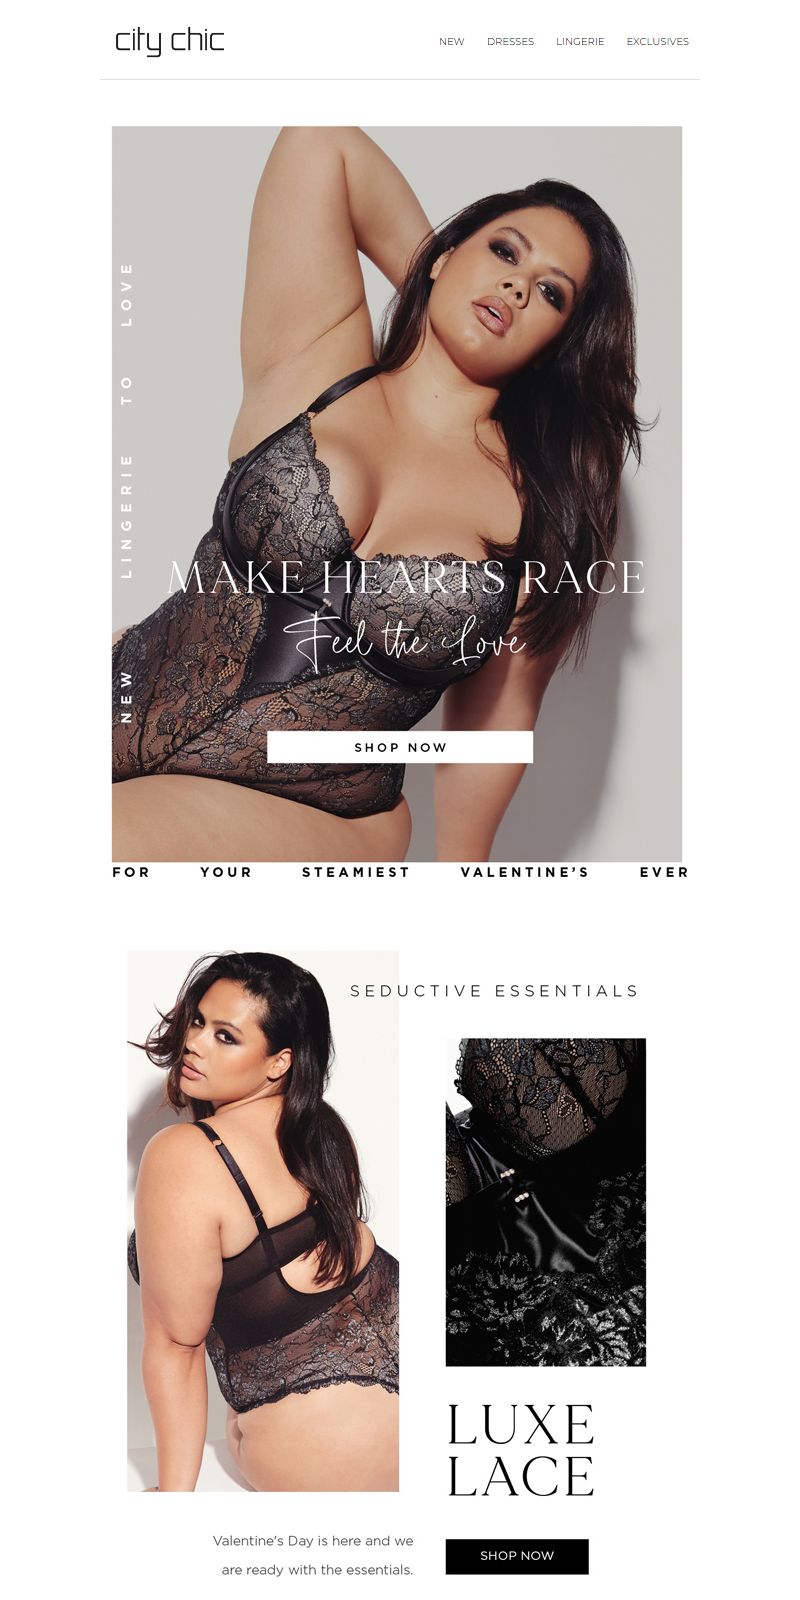 city chic
NEW DRESSES LINGERIE EXCLUSIVES
NEW LINGERIE TO LOVE
MAKE HEARTS RACE
Feel the Love
SHOP NOW
FOR YOUR STEAMIEST VALENTINE'S EVER
SEDUCTIVE ESSENTIALS
LUXE
LACE
Valentine's Day is here and we
are ready with the essentials.
SHOP NOW